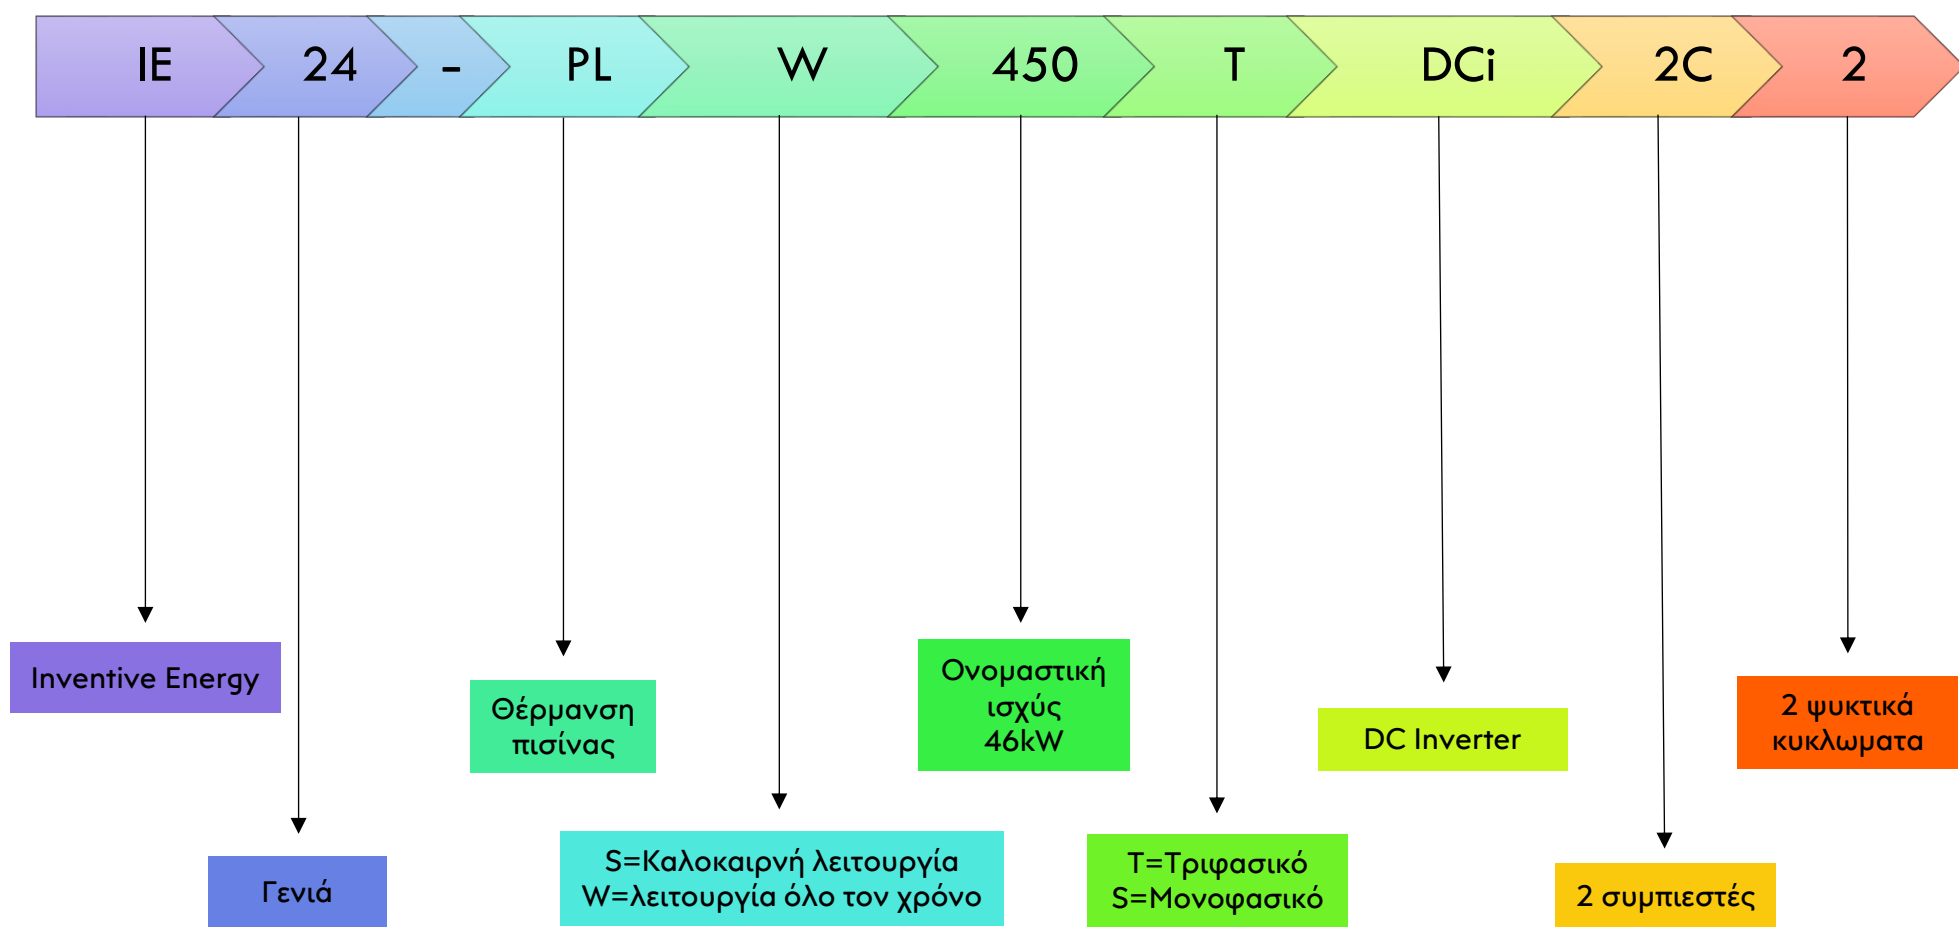 IE 24 - PL W 450 T DCi 2C 2
Inventive Energy
Γενιά
Θέρμανση
πισίνας
S=Καλοκαιρνή λειτουργία
W=λειτουργία όλο τον χρόνο
Ονομαστική
ισχύς
46kW
T=Τριφασικό
S=Μονοφασικό
DC Inverter
2 συμπιεστές
2 ψυκτικά
κυκλωματα